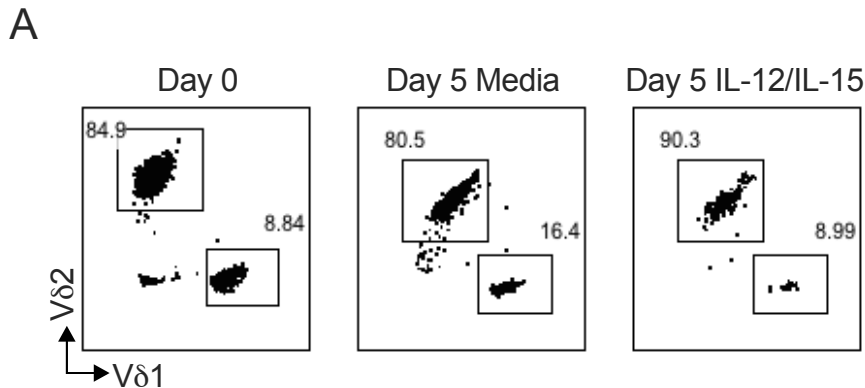 A
Day 0
Day 5 Media
Day 5 IL-12/IL-15
84.9
8.84
80.5
16.4
90.3
8.99
Vδ2
Vδ1